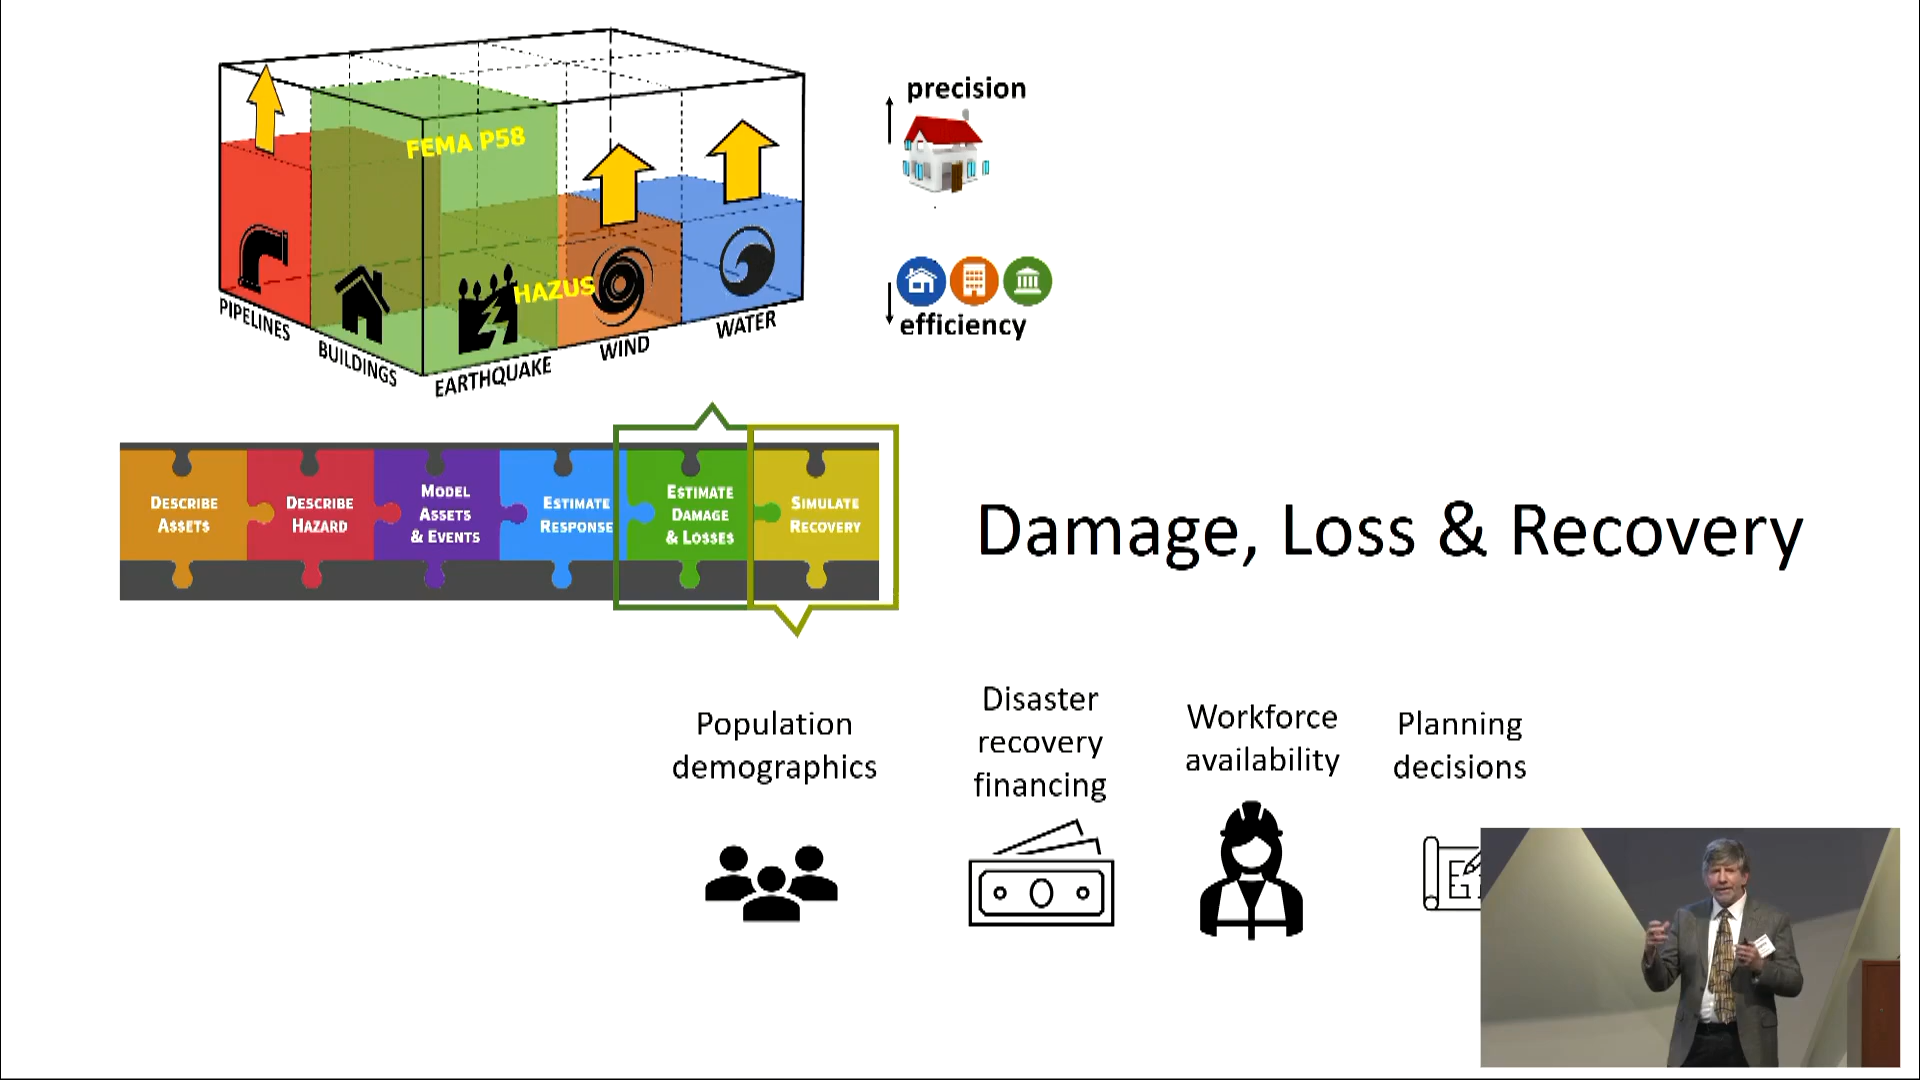 FEMA P58
HAZUS
PIPELINES
BUILDINGS
EARTHQUAKE
WIND
WATER
precision
efficiency
DESCRIBE
ASSETS
DESCRIBE
HAZARD
MODEL
ASSETS
& EVENTS
ESTIMATE
RESPONSE
ESTIMATE
DAMAGE
& LOSSES
SIMULATE
RECOVERY
Damage, Loss & Recovery
Population
demographics
Disaster
recovery
financing
Workforce
availability
Planning
decisions